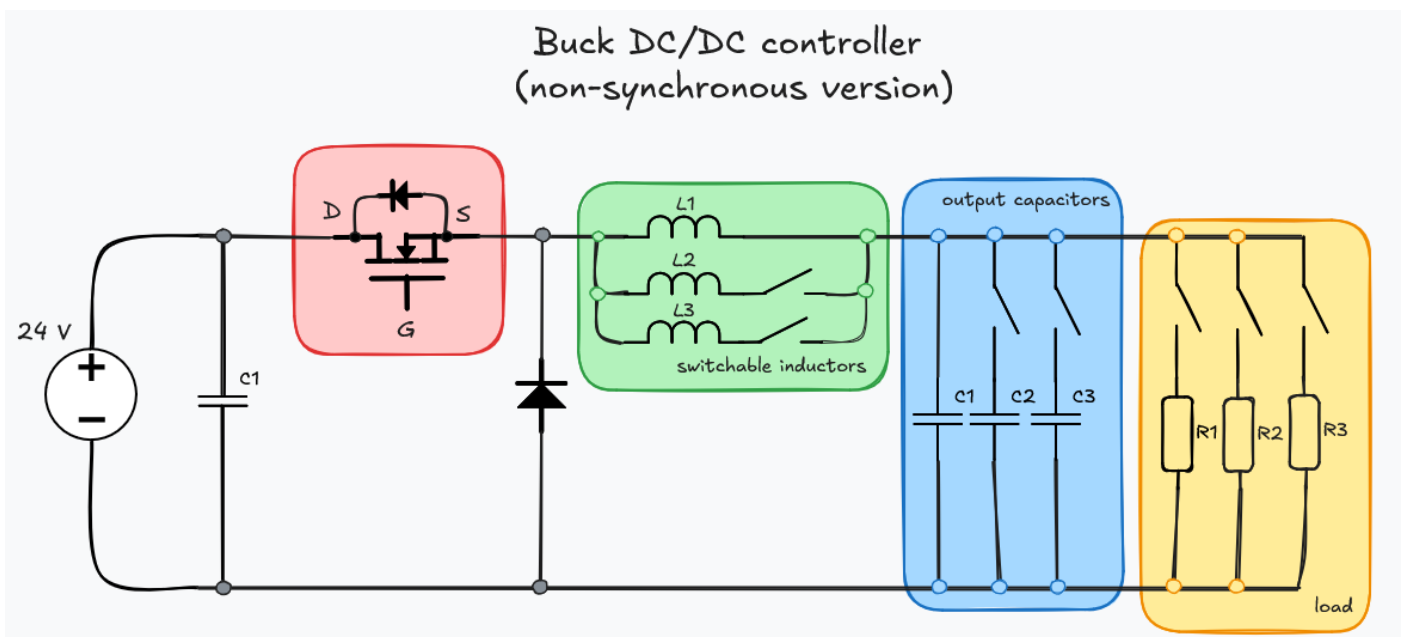 Buck DC/DC controller
(non-synchronous version)
D
S
G
24 V
+
−
C1
L1
L2
L3
switchable inductors
output capacitors
C1
C2
C3
R1
R2
R3
load